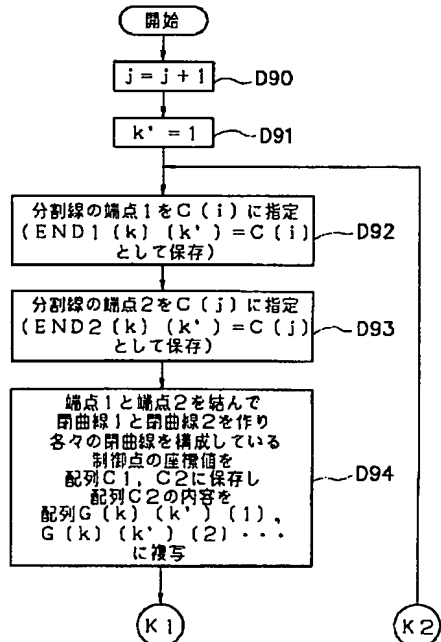 開始
j = j + 1
D90
k' = 1
D91
分割線の端点1をC (i) に指定
(END1 (k) (k') =C (i)
として保存)
D92
分割線の端点2をC (j) に指定
(END2 (k) (k') =C (j)
として保存)
D93
端点1と端点2を結んで
閉曲線1と閉曲線2を作り
各々の閉曲線を構成している
制御点の座標値を
配列C1, C2に保存し
配列C2の内容を
配列G (k) (k') (1) ,
G (k) (k') (2) ・・・
に複写
D94
K1
K2